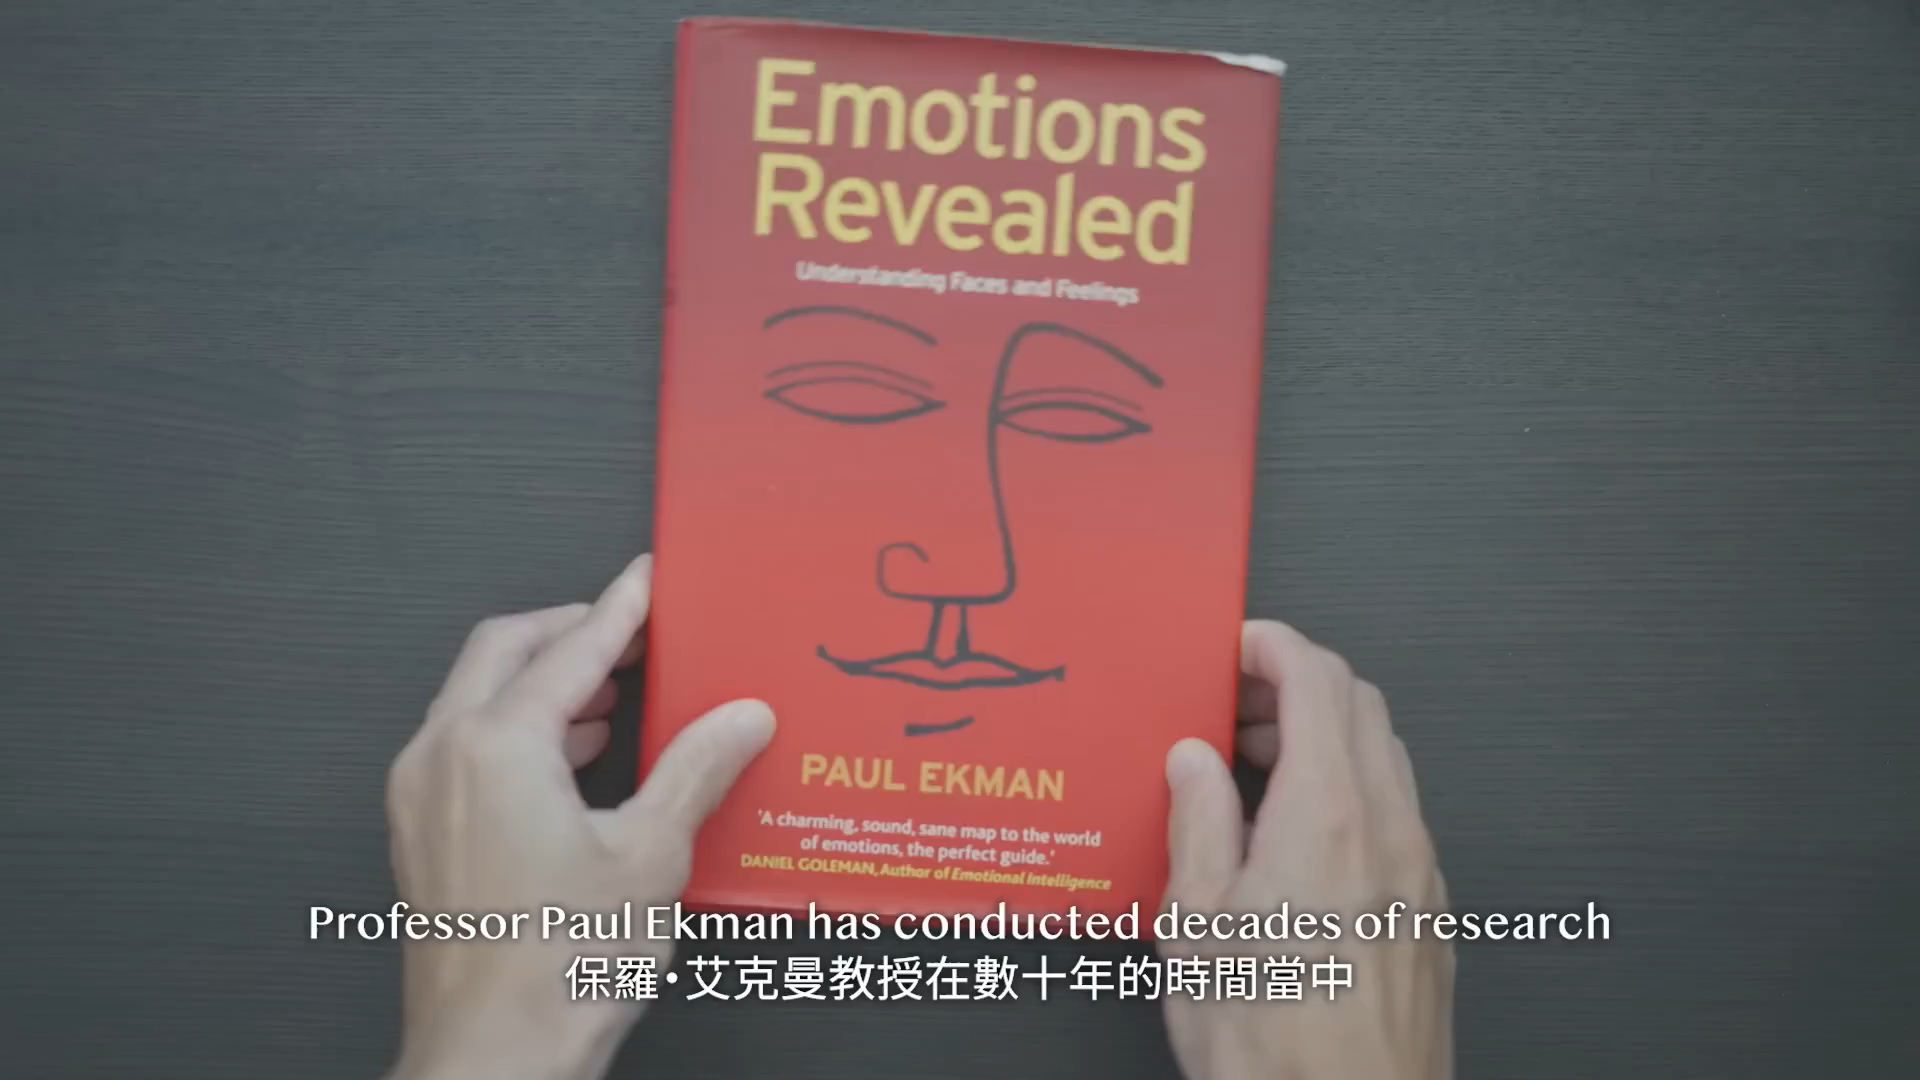 Emotions
Revealed
Understanding Faces and Feelings
PAUL EKMAN
'A charming, sound, sane map to the world
of emotions, the perfect guide.'
DANIEL GOLEMAN, Author of Emotional Intelligence
Professor Paul Ekman has conducted decades of research
保羅·艾克曼教授在數十年的時間當中